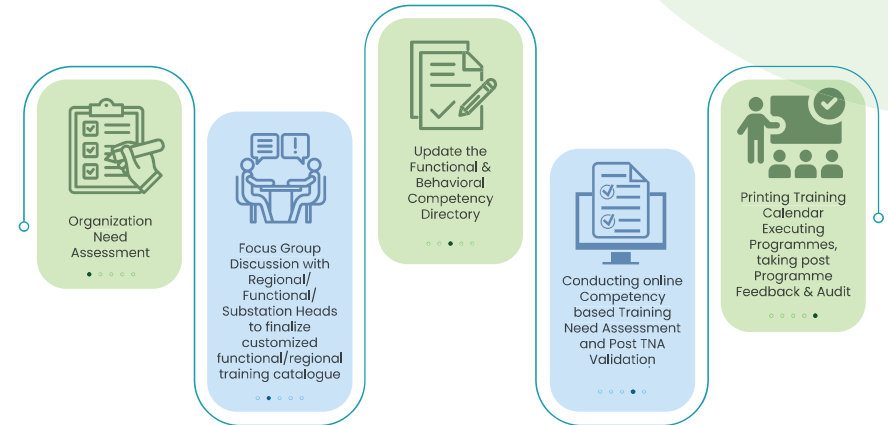 Organization
Need
Assessment
Focus Group
Discussion with
Regional/
Functional/
Substation Heads
to finalize
customized
functional/regional
training catalogue
Update the
Functional &
Behavioral
Competency
Directory
Conducting online
Competency
based Training
Need Assessment
and Post TNA
Validation
Printing Training
Calendar
Executing
Programmes,
taking post
Programme
Feedback & Audit